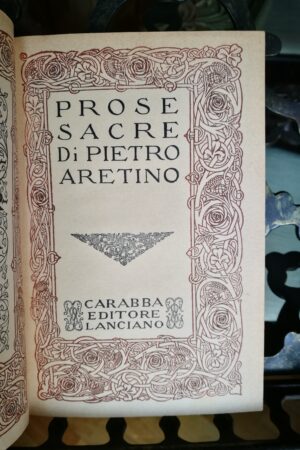 PROSE
SACRE
Di PIETRO
ARETINO
CARABBA
EDITORE
LANCIANO